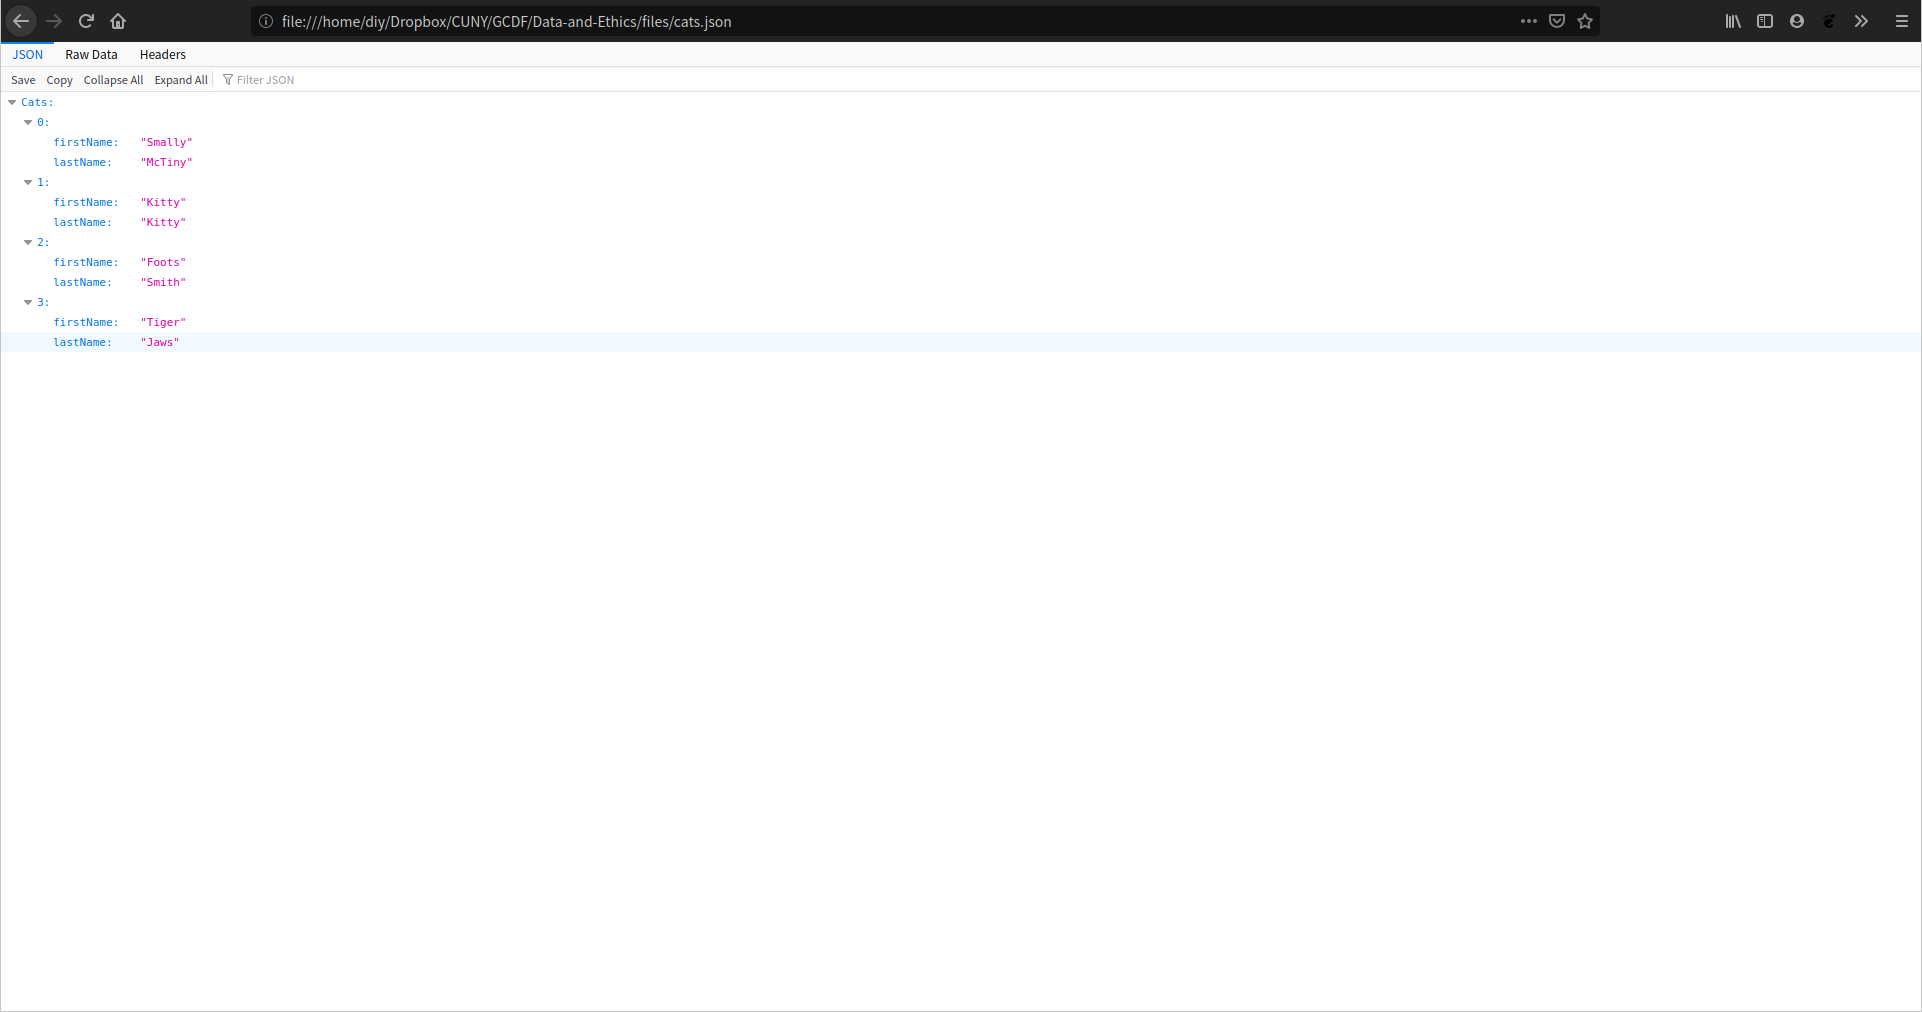 file:///home/diy/Dropbox/CUNY/GCDF/Data-and-Ethics/files/cats.json
JSON Raw Data Headers
Save Copy Collapse All Expand All Filter JSON
Cats:
0:
firstName: "Smally"
lastName: "McTiny"
1:
firstName: "Kitty"
lastName: "Kitty"
2:
firstName: "Foots"
lastName: "Smith"
3:
firstName: "Tiger"
lastName: "Jaws"